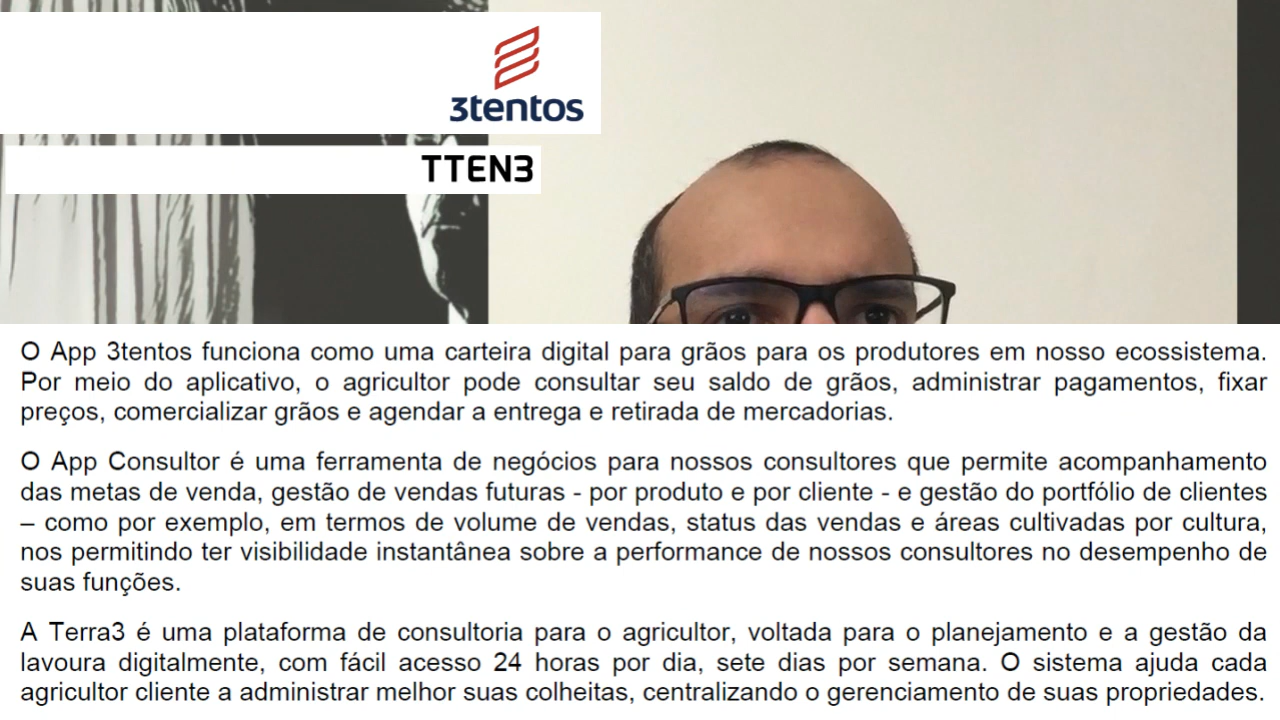 3tentos
TTEN3
O App 3tentos funciona como uma carteira digital para grãos para os produtores em nosso ecossistema.
Por meio do aplicativo, o agricultor pode consultar seu saldo de grãos, administrar pagamentos, fixar
preços, comercializar grãos e agendar a entrega e retirada de mercadorias.
O App Consultor é uma ferramenta de negócios para nossos consultores que permite acompanhamento
das metas de venda, gestão de vendas futuras - por produto e por cliente - e gestão do portfólio de clientes
– como por exemplo, em termos de volume de vendas, status das vendas e áreas cultivadas por cultura,
nos permitindo ter visibilidade instantânea sobre a performance de nossos consultores no desempenho de
suas funções.
A Terra3 é uma plataforma de consultoria para o agricultor, voltada para o planejamento e a gestão da
lavoura digitalmente, com fácil acesso 24 horas por dia, sete dias por semana. O sistema ajuda cada
agricultor cliente a administrar melhor suas colheitas, centralizando o gerenciamento de suas propriedades.